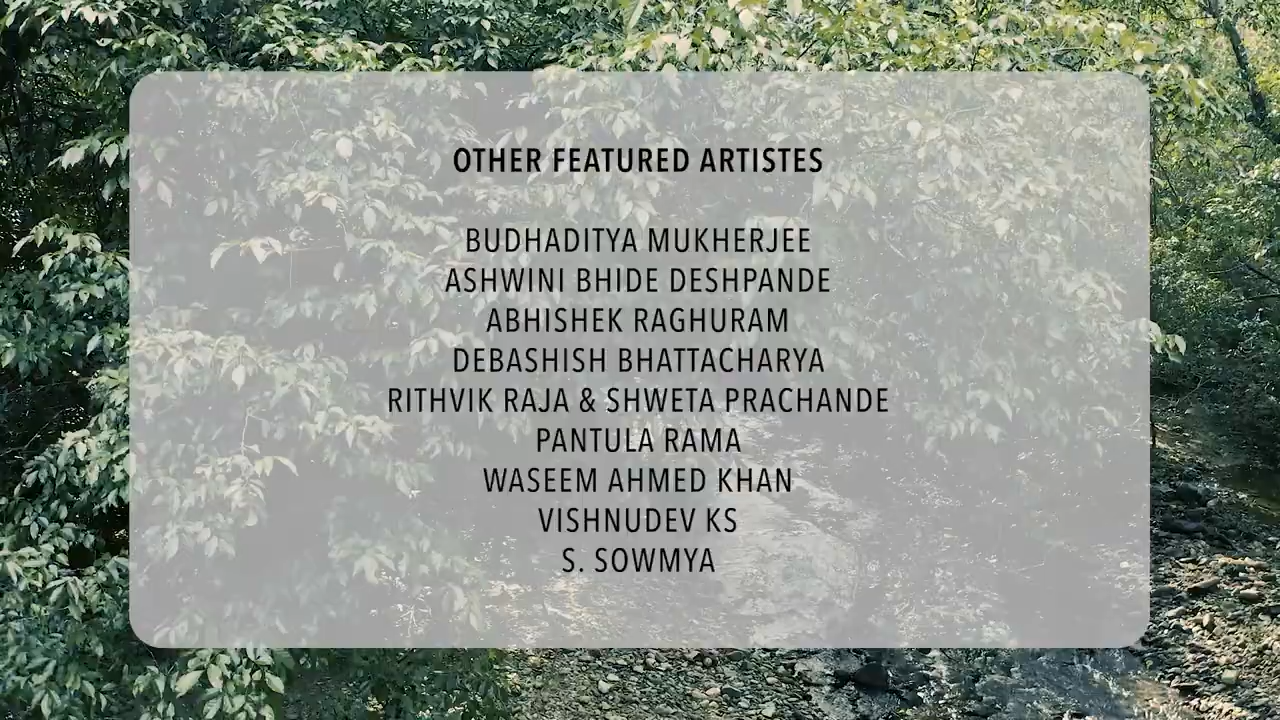 OTHER FEATURED ARTISTES
BUDHADITYA MUKHERJEE
ASHWINI BHIDE DESHPANDE
ABHISHEK RAGHURAM
DEBASHISH BHATTACHARYA
RITHVIK RAJA & SHWETA PRACHANDE
PANTULA RAMA
WASEEM AHMED KHAN
VISHNUDEV KS
S. SOWMYA